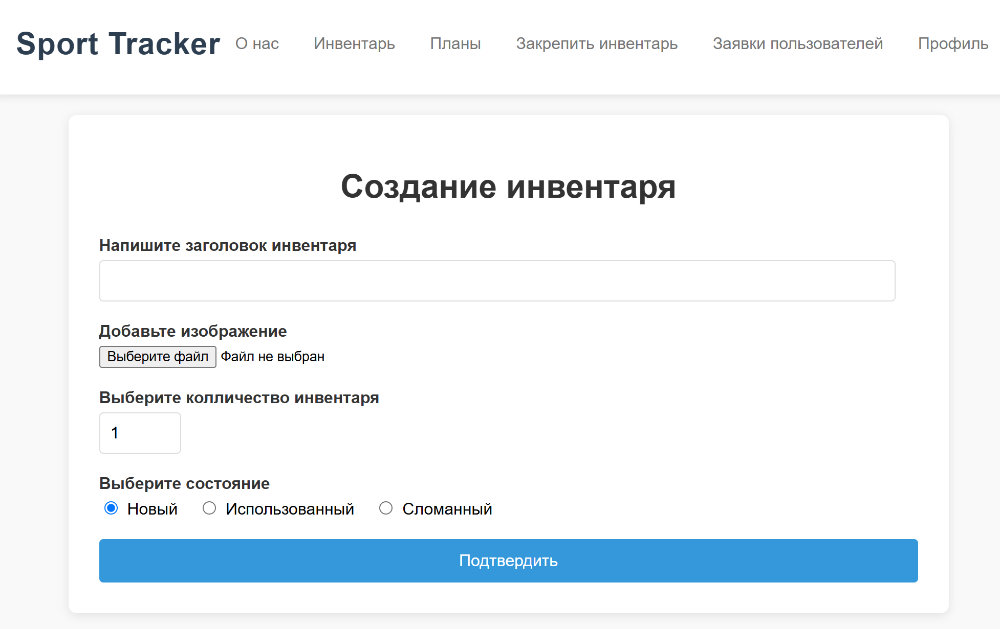 Sport Tracker О нас Инвентарь Планы Закрепить инвентарь Заявки пользователей Профиль
Создание инвентаря
Напишите заголовок инвентаря
Добавьте изображение
Выберите файл Файл не выбран
Выберите колличество инвентаря
1
Выберите состояние
Новый Использованный Сломанный
Подтвердить